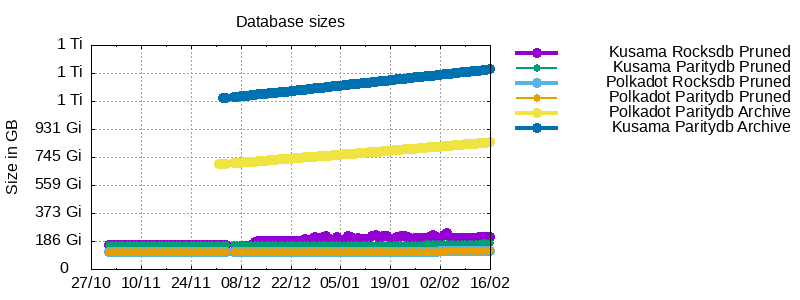 Database sizes
1 Ti
1 Ti
1 Ti
931 Gi
745 Gi
559 Gi
373 Gi
186 Gi
0
Size in GB
27/10 10/11 24/11 08/12 22/12 05/01 19/01 02/02 16/02
Kusama Rocksdb Pruned
Kusama Paritydb Pruned
Polkadot Rocksdb Pruned
Polkadot Paritydb Pruned
Polkadot Paritydb Archive
Kusama Paritydb Archive